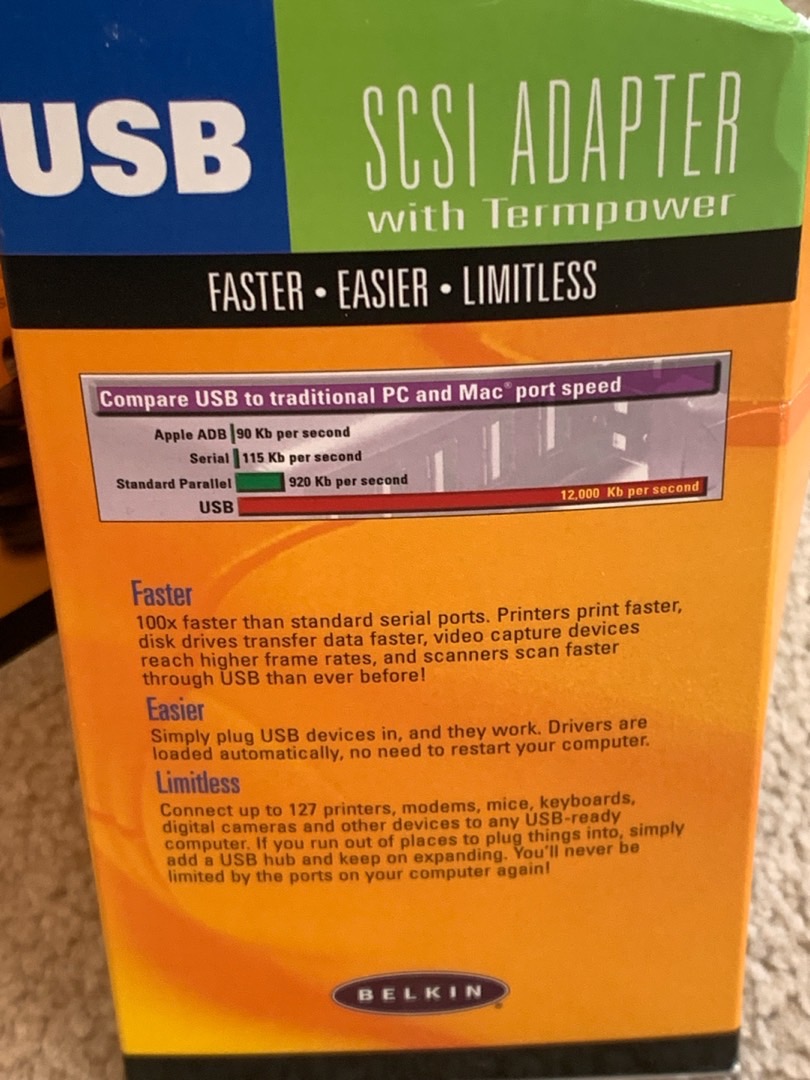 USB
SCSI ADAPTER
with Termpower
FASTER • EASIER • LIMITLESS
Compare USB to traditional PC and Mac® port speed
Apple ADB 90 Kb per second
Serial 115 Kb per second
Standard Parallel 920 Kb per second
USB 12,000 Kb per second
Faster
100x faster than standard serial ports. Printers print faster,
disk drives transfer data faster, video capture devices
reach higher frame rates, and scanners scan faster
through USB than ever before!
Easier
Simply plug USB devices in, and they work. Drivers are
loaded automatically, no need to restart your computer.
Limitless
Connect up to 127 printers, modems, mice, keyboards,
digital cameras and other devices to any USB-ready
computer. If you run out of places to plug things into, simply
add a USB hub and keep on expanding. You'll never be
limited by the ports on your computer again!
BELKIN®